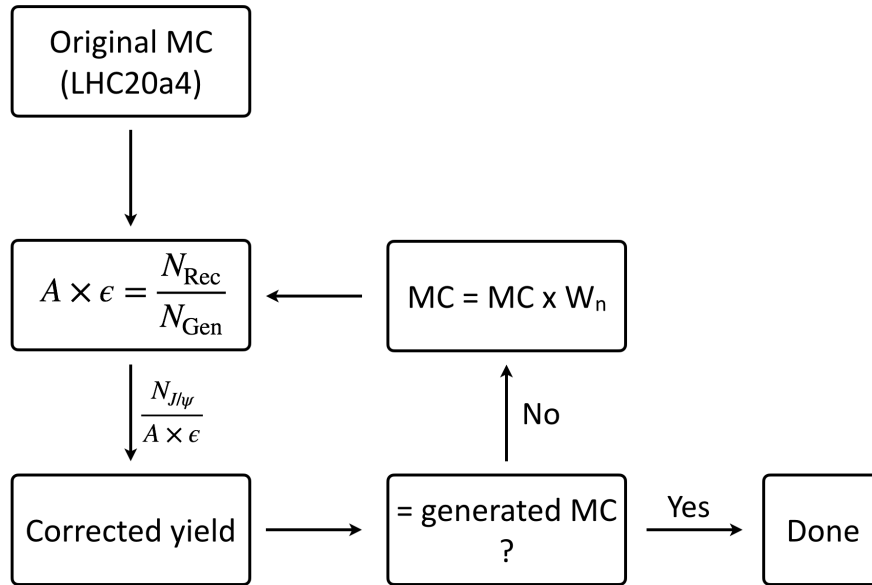 Original MC
(LHC20a4)
A × ϵ = N_Rec / N_Gen
MC = MC x W_n
N_J/ψ / A × ϵ
No
Corrected yield
= generated MC
?
Yes
Done